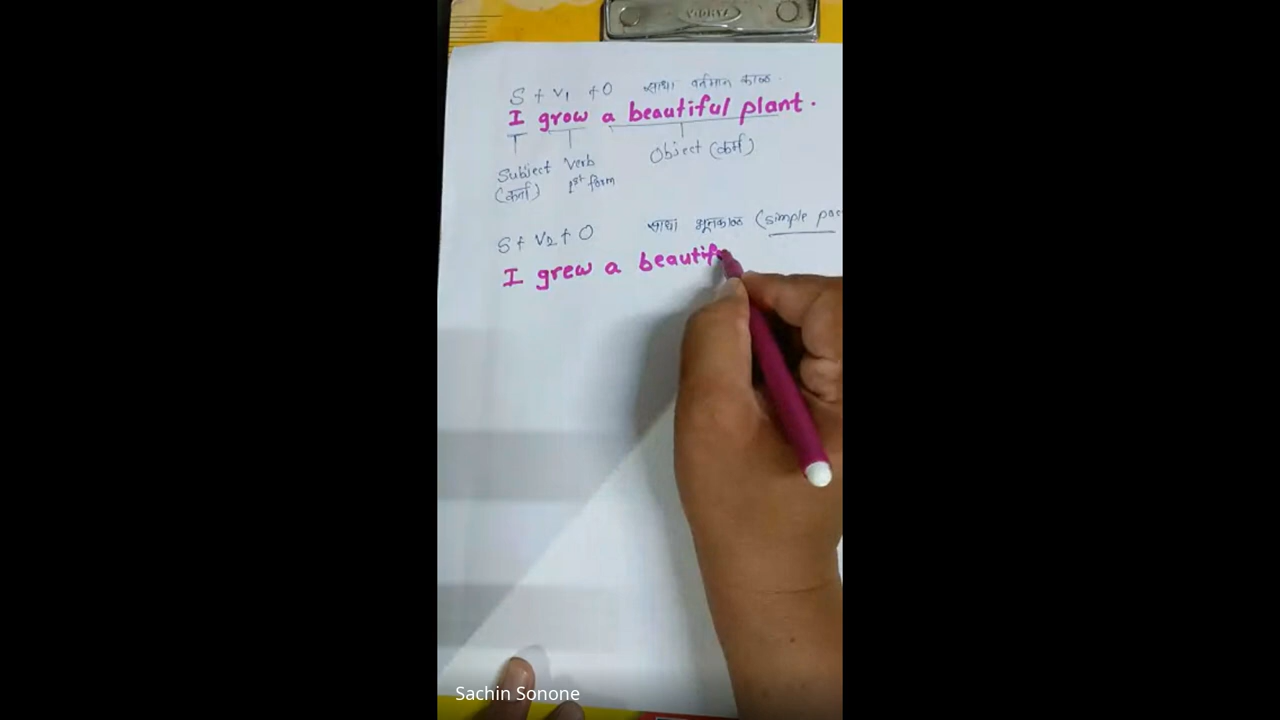 S + V1 + O साधा वर्तमान काळ.
I grow a beautiful plant.
Subject Verb Object (कर्म)
(कर्ता) 1st form
S + V2 + O साधा भूतकाळ (simple pas
I grew a beautif
Sachin Sonone